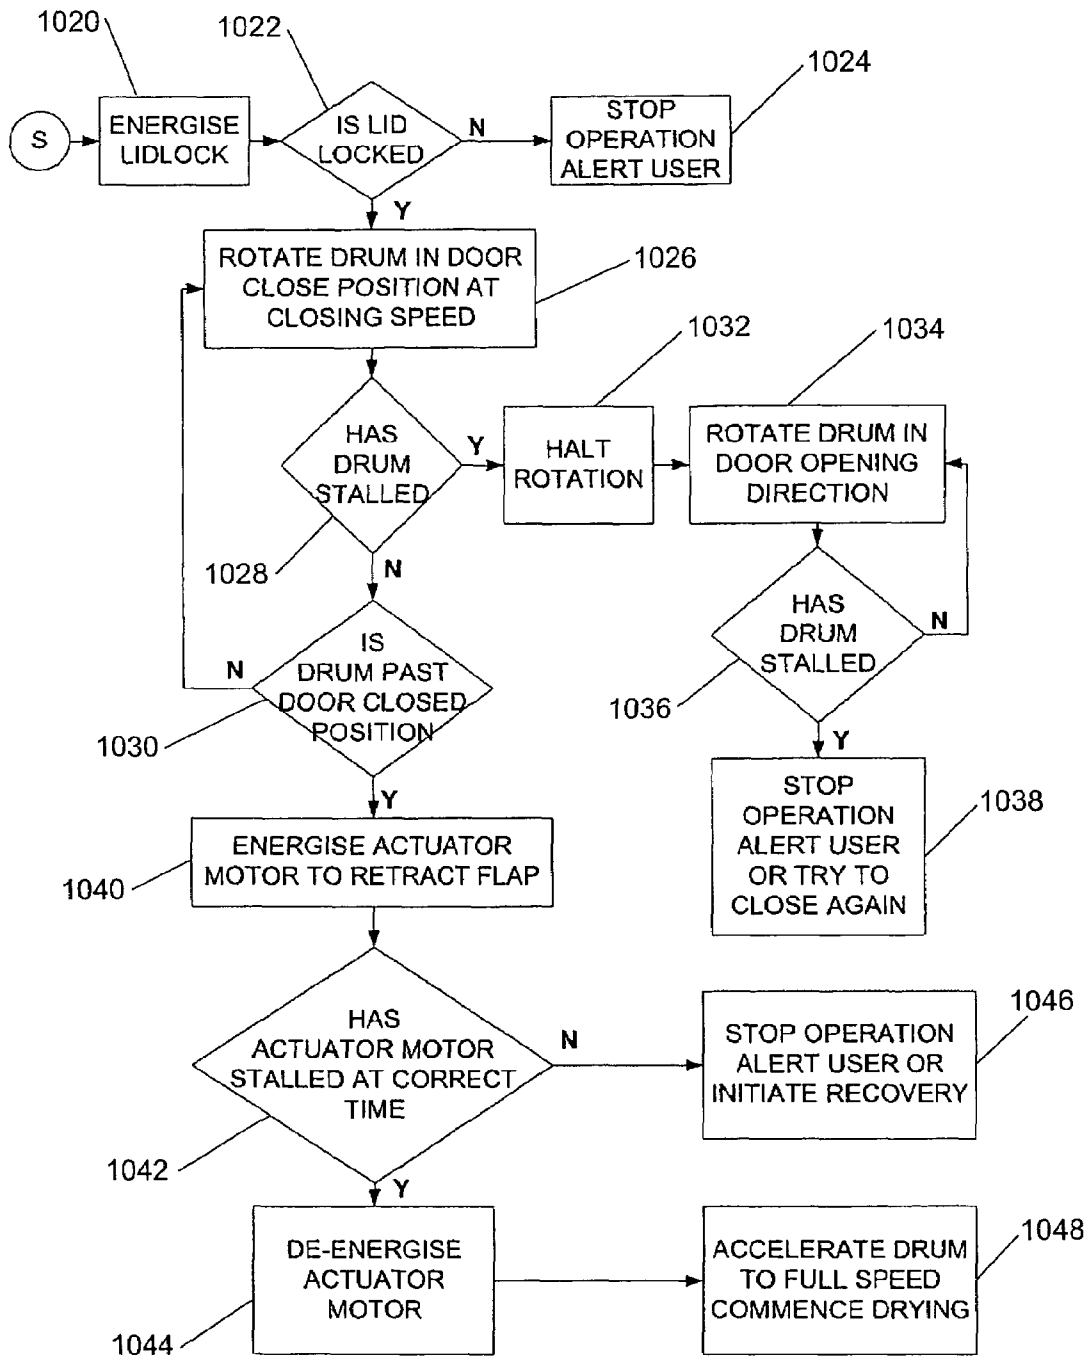 1020
1022
1024
S
ENERGISE
LIDLOCK
IS LID
LOCKED
N
STOP
OPERATION
ALERT USER
Y
ROTATE DRUM IN DOOR
CLOSE POSITION AT
CLOSING SPEED
1026
1032
1034
HAS
DRUM
STALLED
Y
HALT
ROTATION
ROTATE DRUM IN
DOOR OPENING
DIRECTION
1028
N
HAS
DRUM
STALLED
N
1036
IS
DRUM PAST
DOOR CLOSED
POSITION
N
1030
Y
Y
STOP
OPERATION
ALERT USER
OR TRY TO
CLOSE AGAIN
1038
ENERGISE ACTUATOR
MOTOR TO RETRACT FLAP
1040
HAS
ACTUATOR MOTOR
STALLED AT CORRECT
TIME
N
1042
STOP OPERATION
ALERT USER OR
INITIATE RECOVERY
1046
Y
DE-ENERGISE
ACTUATOR
MOTOR
1044
ACCELERATE DRUM
TO FULL SPEED
COMMENCE DRYING
1048